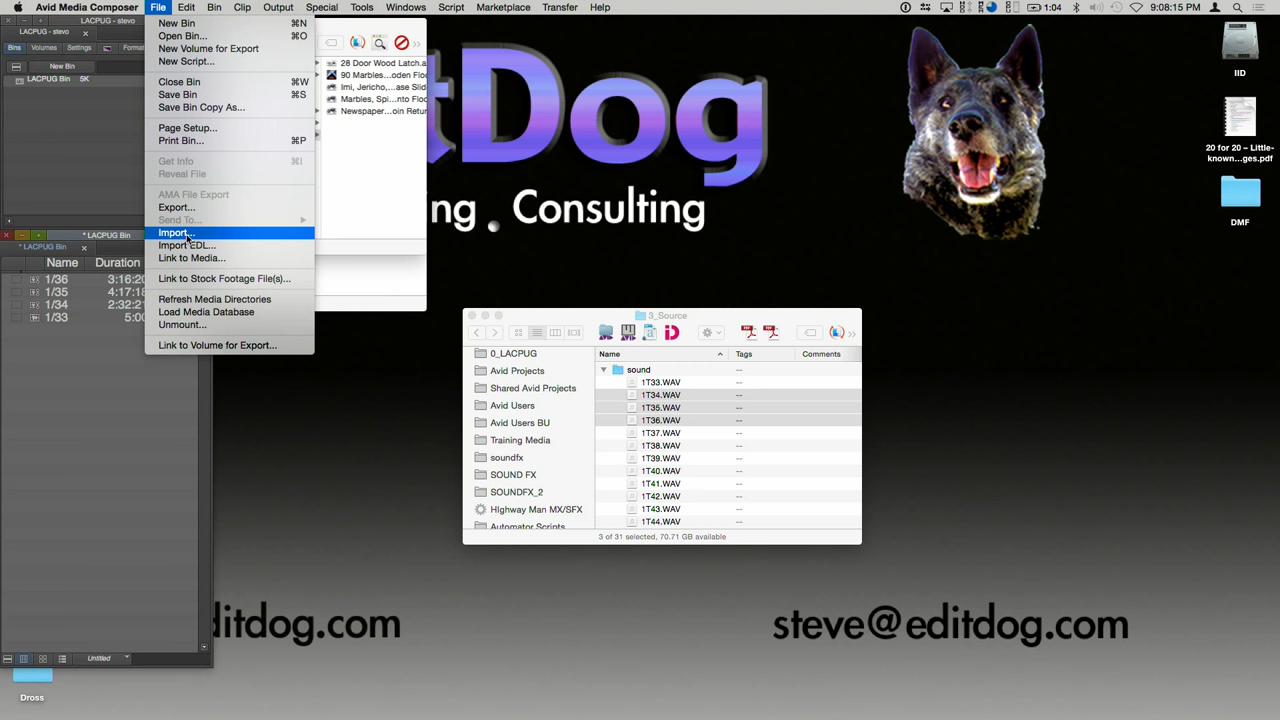 Avid Media Composer File Edit Bin Clip Output Special Tools Windows Script Marketplace Transfer Help
1:04 9:08:15 PM
LACPUG - stevo
LACPUG - stevo
Bins Volumes Settings Format
New Bin
LACPUG Bin 5K
* LACPUG Bin
* LACPUG Bin
Name Duration
1/36 3:16:20
1/35 4:17:18
1/34 2:32:21
1/33 5:00
Untitled
Dross
New Bin ⌘N
Open Bin... ⌘O
New Volume for Export
New Script...
Close Bin ⌘W
Save Bin ⌘S
Save Bin Copy As...
Page Setup...
Print Bin... ⌘P
Get Info ⌘I
Reveal File
AMA File Export
Export...
Send To...
Import...
Import EDL...
Link to Media...
Link to Stock Footage File(s)...
Refresh Media Directories
Load Media Database
Unmount...
Link to Volume for Export...
28 Door Wood Latch.a
90 Marbles...oden Floo
Imi, Jericho,...ase Slid
Marbles, Spi...nto Floo
Newspaper...oin Retur
tDog
ng . Consulting
IID
20 for 20 – Little-
known...ges.pdf
DMF
3_Source
Name Tags Comments
0_LACPUG
Avid Projects
Shared Avid Projects
Avid Users
Avid Users BU
Training Media
soundfx
SOUND FX
SOUNDFX_2
HIghway Man MX/SFX
Automator Scripts
sound --
1T33.WAV --
1T34.WAV --
1T35.WAV --
1T36.WAV --
1T37.WAV --
1T38.WAV --
1T39.WAV --
1T40.WAV --
1T41.WAV --
1T42.WAV --
1T43.WAV --
1T44.WAV --
3 of 31 selected, 70.71 GB available
ditdog.com
steve@editdog.com